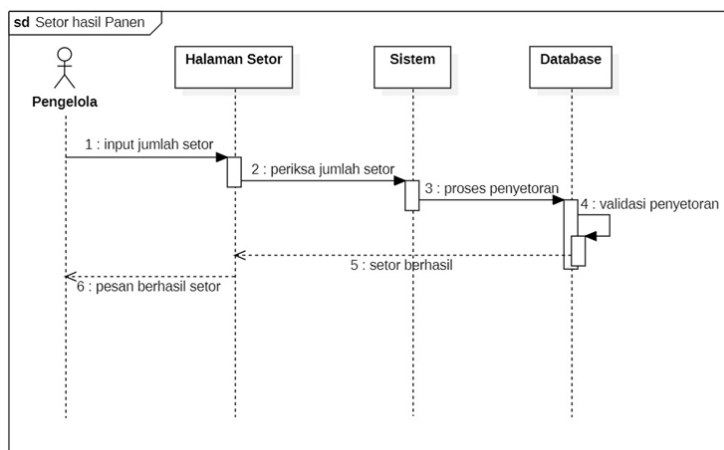 sd Setor hasil Panen
Halaman Setor
Sistem
Database
Pengelola
1 : input jumlah setor
2 : periksa jumlah setor
3 : proses penyetoran
4 : validasi penyetoran
5 : setor berhasil
6 : pesan berhasil setor